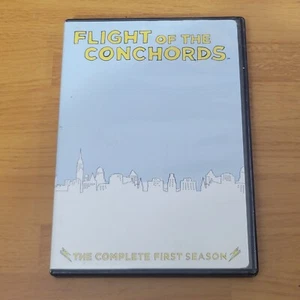 FLIGHT OF THE
CONCHORDS
THE COMPLETE FIRST SEASON